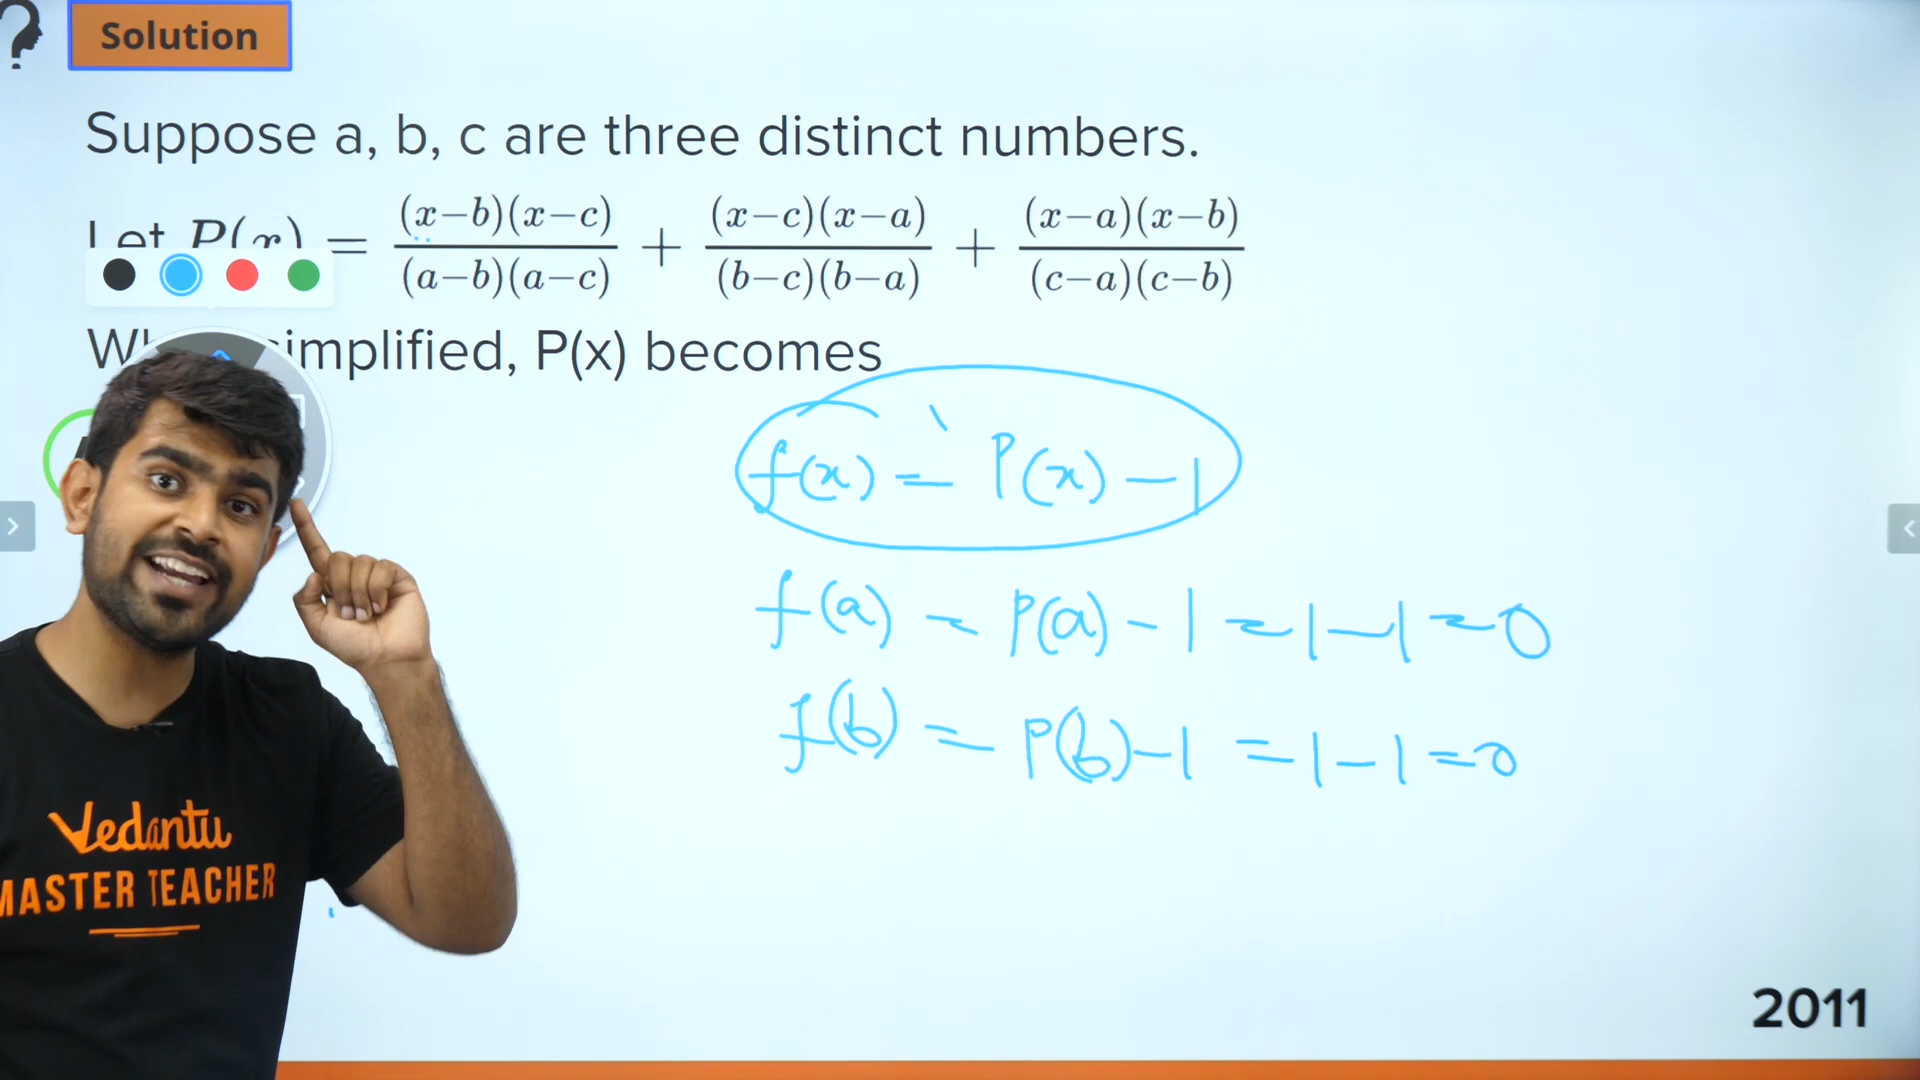 Solution
Suppose a, b, c are three distinct numbers.
Let P(x) = (x−b)(x−c)/(a−b)(a−c) + (x−c)(x−a)/(b−c)(b−a) + (x−a)(x−b)/(c−a)(c−b)
simplified, P(x) becomes
f(x) = P(x) − 1
f(a) = P(a) − 1 = 1 − 1 = 0
f(b) = P(b) − 1 = 1 − 1 = 0
Vedantu
MASTER TEACHER
2011